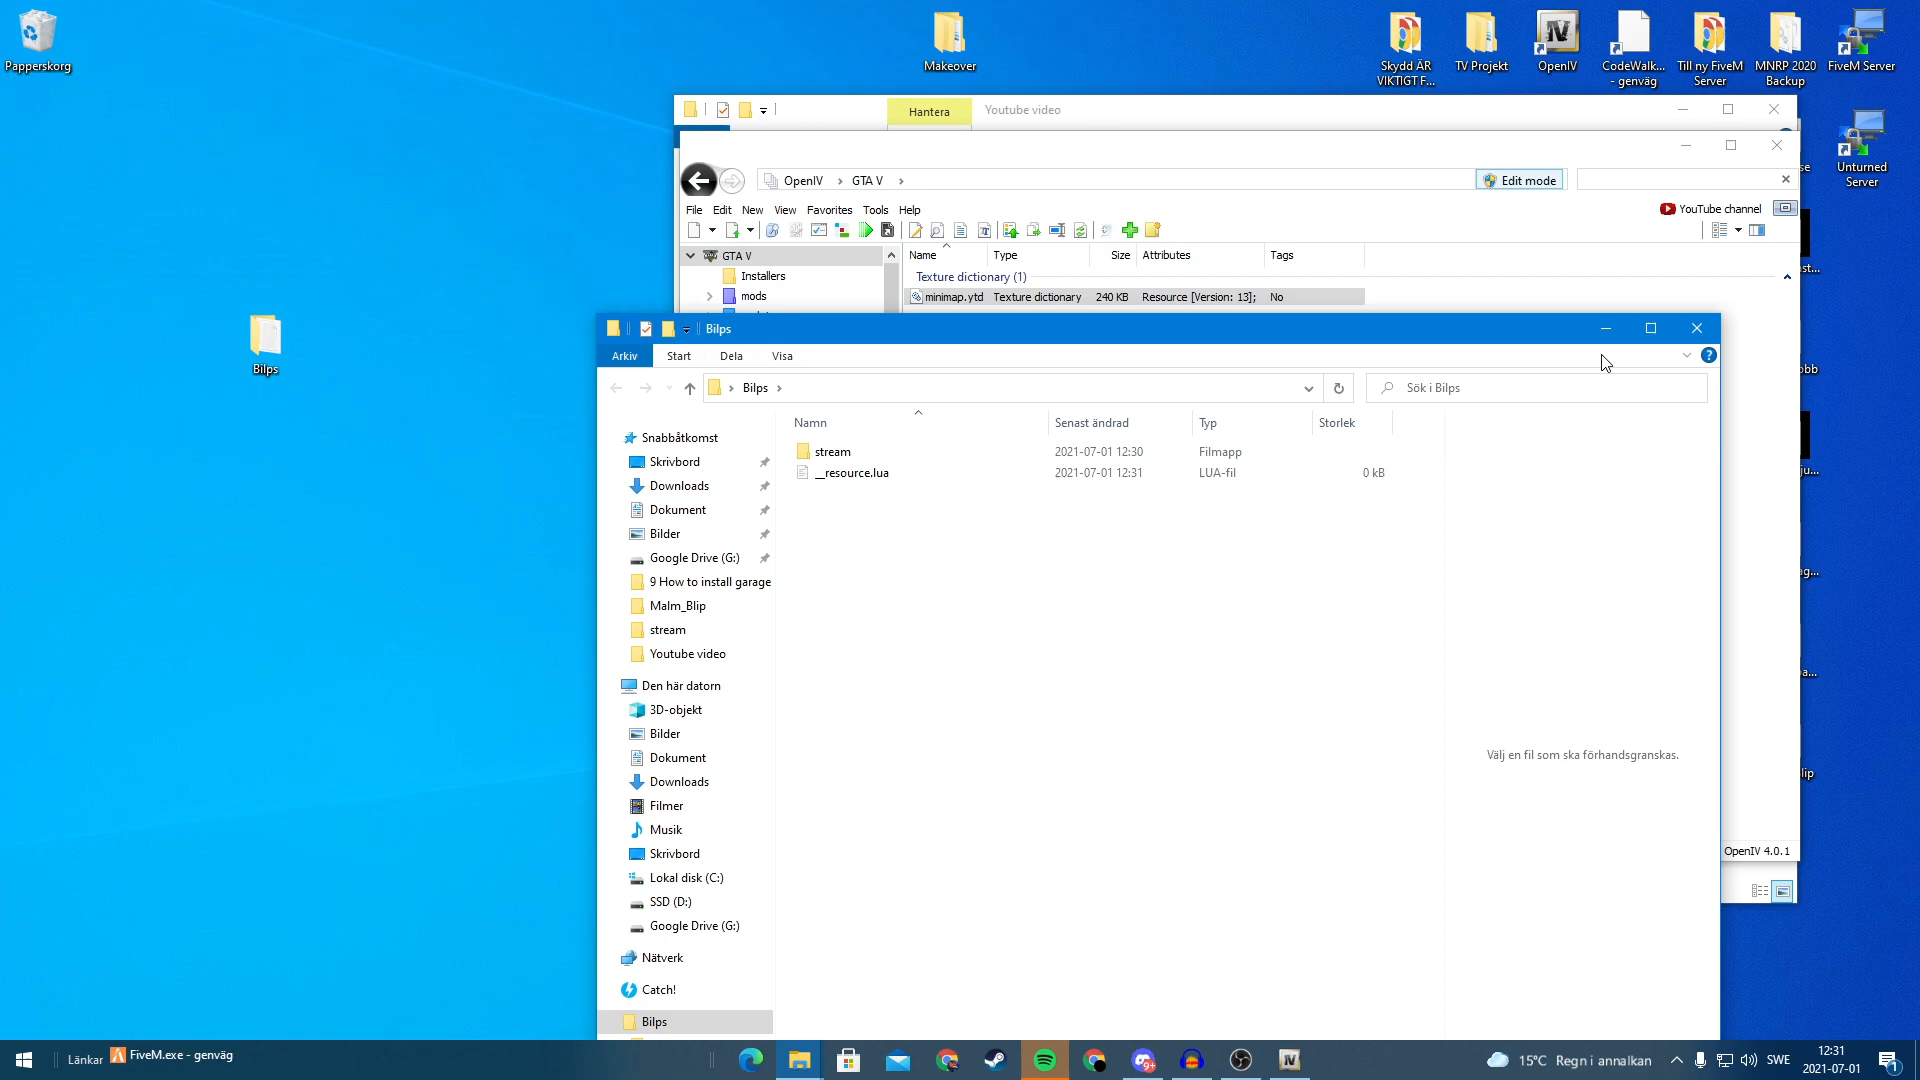 Papperskorg
Makeover
Skydd ÄR
VIKTIGT F...
TV Projekt
OpenIV
CodeWalk...
- genväg
Till ny FiveM
Server
MNRP 2020
Backup
FiveM Server
Unturned
Server
Bilps
Hantera
Youtube video
OpenIV
GTA V
Edit mode
File Edit New View Favorites Tools Help
YouTube channel
GTA V
Installers
mods
Name Type Size Attributes Tags
Texture dictionary (1)
minimap.ytd Texture dictionary 240 KB Resource [Version: 13]; No
Bilps
Arkiv Start Dela Visa
Bilps
Sök i Bilps
Namn Senast ändrad Typ Storlek
stream 2021-07-01 12:30 Filmapp
__resource.lua 2021-07-01 12:31 LUA-fil 0 kB
Snabbåtkomst
Skrivbord
Downloads
Dokument
Bilder
Google Drive (G:)
9 How to install garage
Malm_Blip
stream
Youtube video
Den här datorn
3D-objekt
Bilder
Dokument
Downloads
Filmer
Musik
Skrivbord
Lokal disk (C:)
SSD (D:)
Google Drive (G:)
Nätverk
Catch!
Bilps
Välj en fil som ska förhandsgranskas.
OpenIV 4.0.1
Länkar
FiveM.exe - genväg
15°C Regn i annalkan
SWE
12:31
2021-07-01